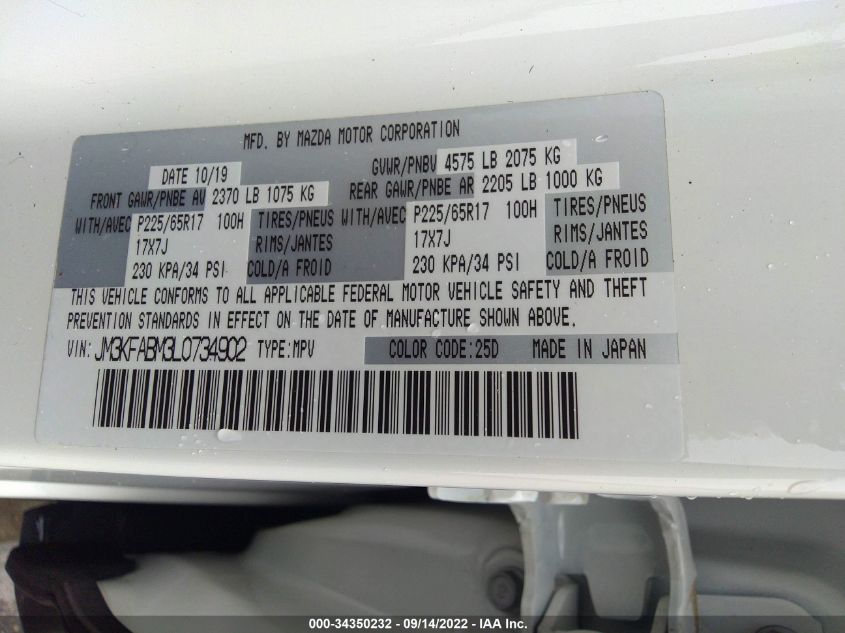 MFD. BY MAZDA MOTOR CORPORATION
DATE 10/19 GVWR/PNBV 4575 LB 2075 KG
FRONT GAWR/PNBE AV 2370 LB 1075 KG REAR GAWR/PNBE AR 2205 LB 1000 KG
WITH/AVEC P225/65R17 100H TIRES/PNEUS WITH/AVEC P225/65R17 100H TIRES/PNEUS
17X7J RIMS/JANTES 17X7J RIMS/JANTES
230 KPA/34 PSI COLD/A FROID 230 KPA/34 PSI COLD/A FROID
THIS VEHICLE CONFORMS TO ALL APPLICABLE FEDERAL MOTOR VEHICLE SAFETY AND THEFT
PREVENTION STANDARDS IN EFFECT ON THE DATE OF MANUFACTURE SHOWN ABOVE.
VIN: JM3KFABM3L0734902 TYPE:MPV COLOR CODE:25D MADE IN JAPAN
000-34350232 - 09/14/2022 - IAA Inc.